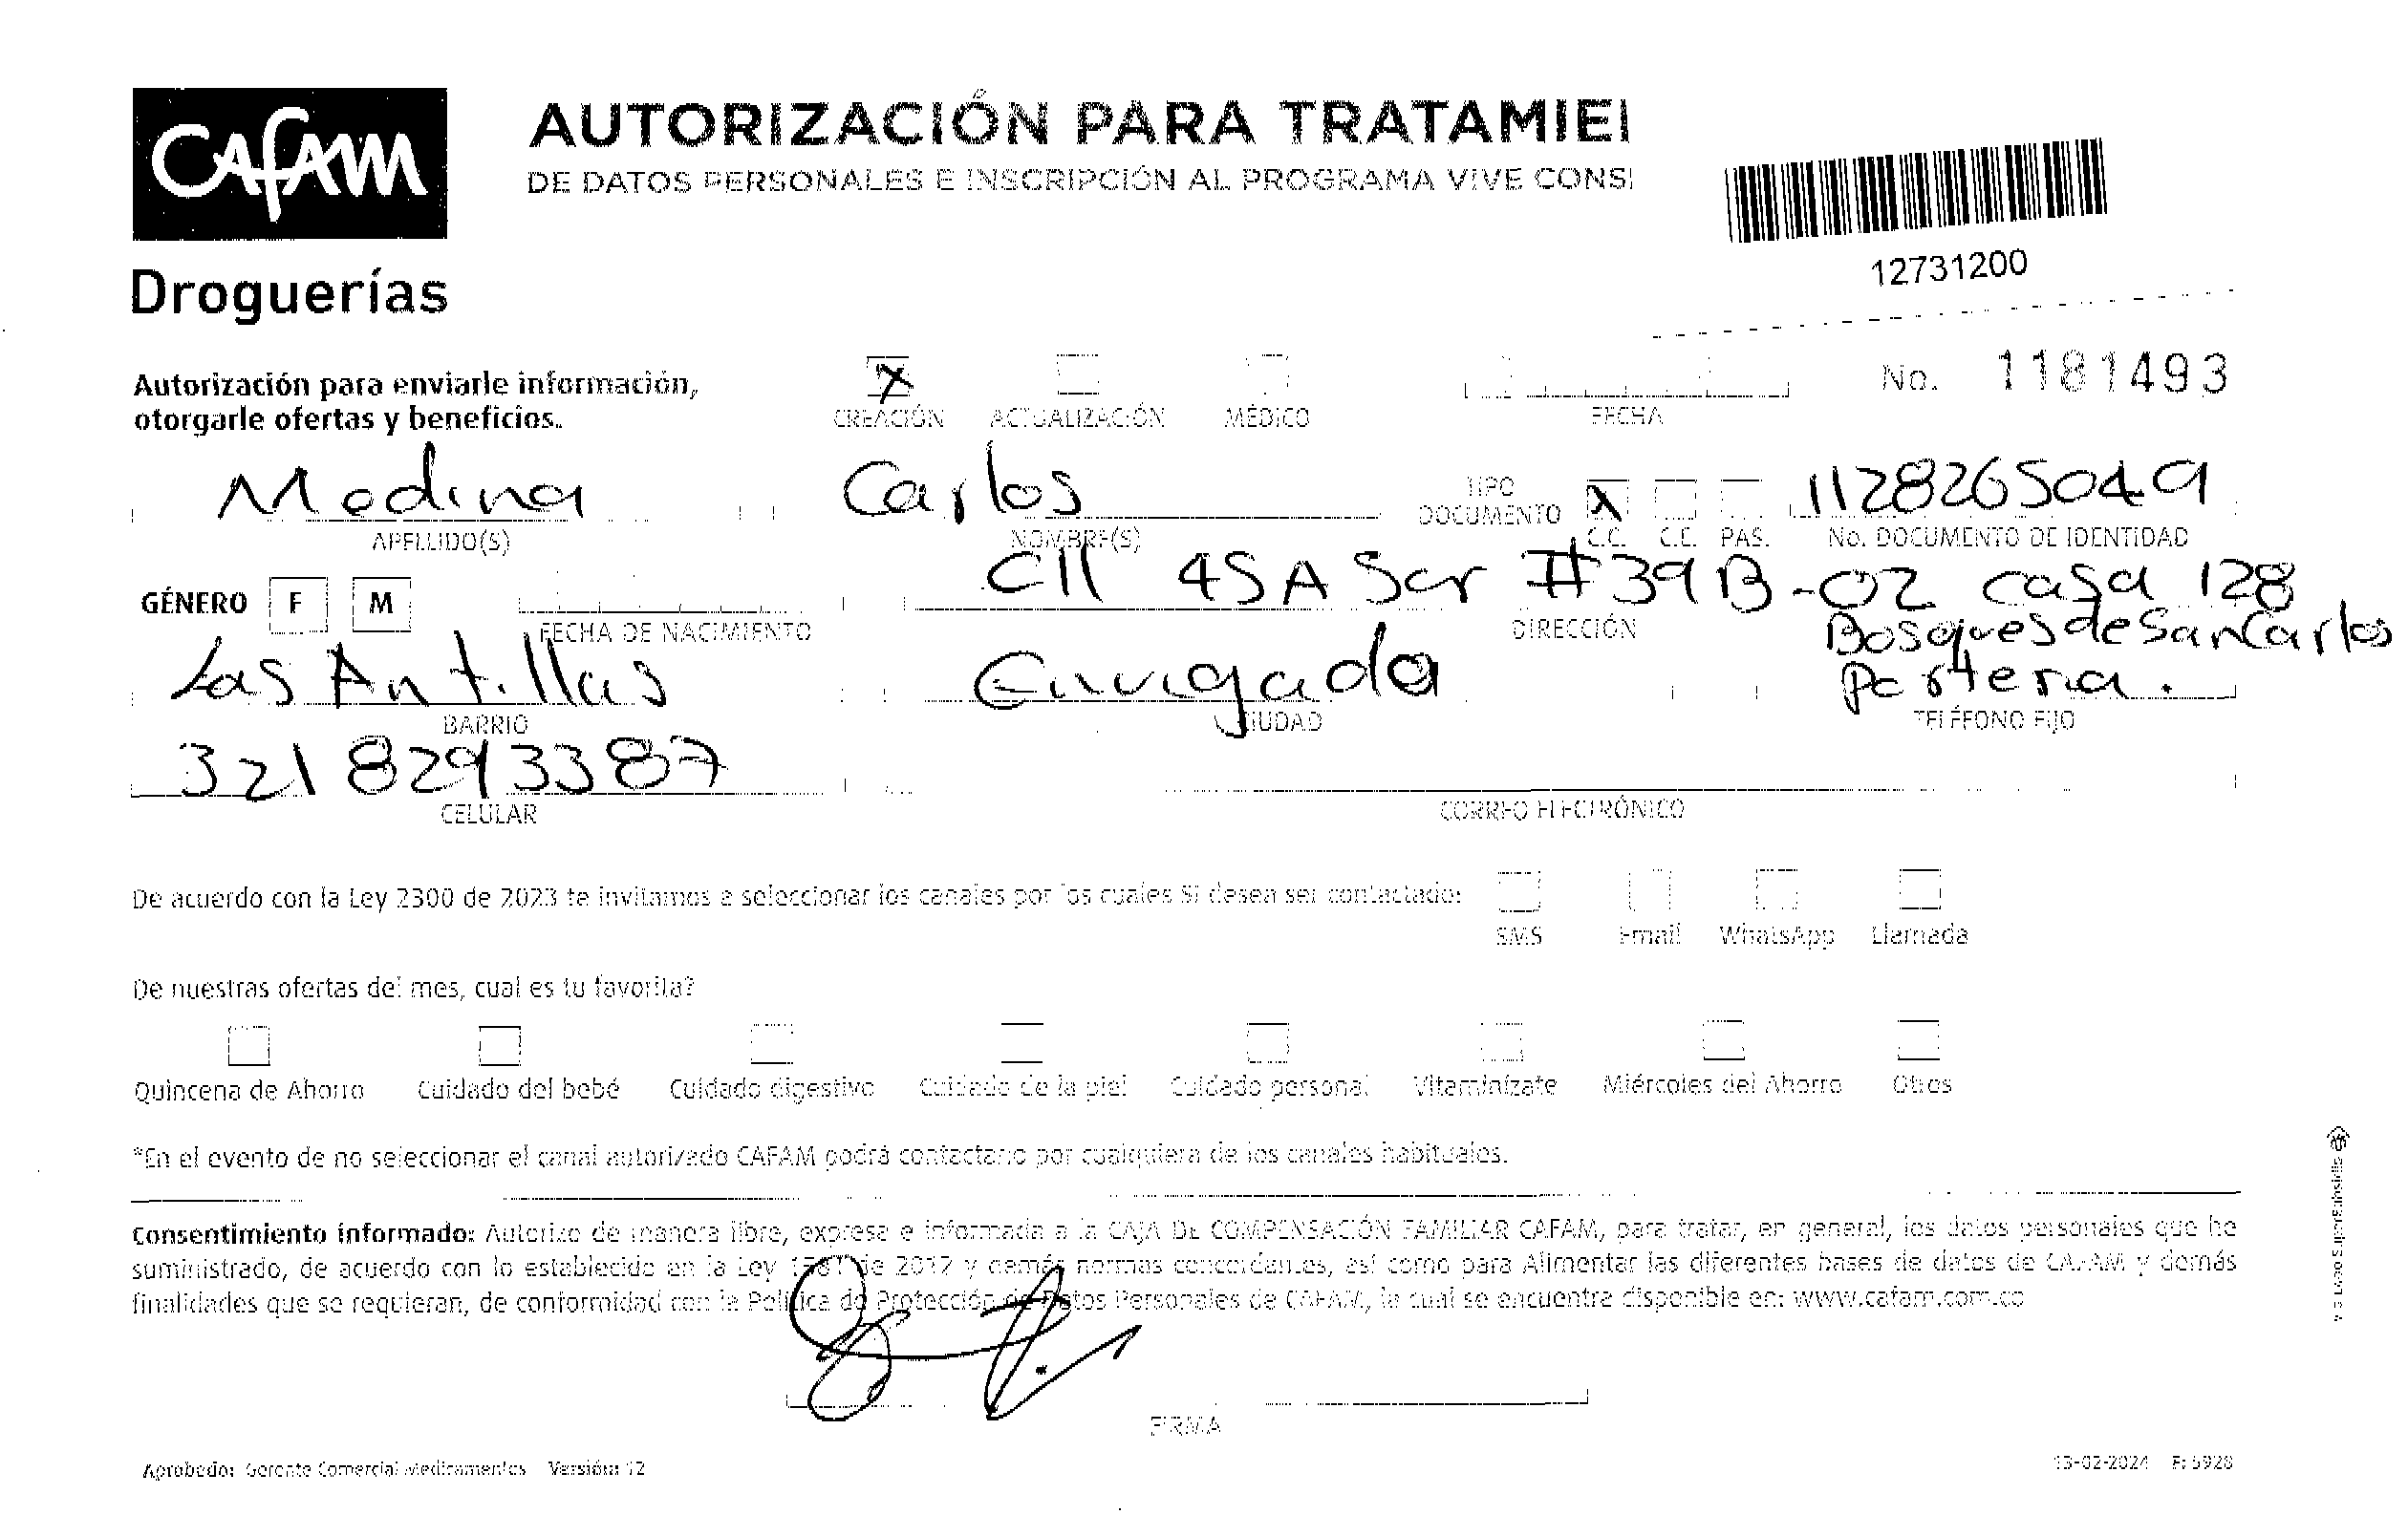 CAFAM
Droguerías
AUTORIZACIÓN PARA TRATAMIEI
DE DATOS PERSONALES E INSCRIPCIÓN AL PROGRAMA VIVE CONSI
12731200
Autorización para enviarle información,
otorgarle ofertas y beneficios.
X
CREACIÓN ACTUALIZACIÓN MÉDICO FECHA No. 1181493
Medina Carlos TIPO DOCUMENTO X 1128265049
APELLIDO(S) NOMBRE(S) C.C. C.E. PAS. No. DOCUMENTO DE IDENTIDAD
GÉNERO F M Cll 45A Sur #39B-02 casa 128
FECHA DE NACIMIENTO DIRECCIÓN Bosques de San Carlos
Las Antillas Envigado Porteria.
BARRIO CIUDAD TELÉFONO FIJO
321 8293387
CELULAR CORREO ELECTRÓNICO
De acuerdo con la Ley 2300 de 2023 te invitamos a seleccionar los canales por los cuales SI desea ser contactado:
SMS Email WhatsApp Llamada
De nuestras ofertas del mes, cual es tu favorita?
Quincena de Ahorro Cuidado del bebé Cuidado digestivo Cuidado de la piel Cuidado personal Vitamínizate Miércoles del Ahorro Otros
*En el evento de no seleccionar el canal autorizado CAFAM podrá contactarlo por cualquiera de los canales habituales.
Consentimiento informado: Autorizo de manera libre, expresa e informada a la CAJA DE COMPENSACIÓN FAMILIAR CAFAM, para tratar, en general, los datos personales que he
suministrado, de acuerdo con lo establecido en la Ley 1581 de 2012 y demás normas concordantes, así como para Alimentar las diferentes bases de datos de CAFAM y demás
finalidades que se requieran, de conformidad con la Política de Protección de Datos Personales de CAFAM, la cual se encuentra disponible en: www.cafam.com.co
FIRMA
Aprobado: Gerente Comercial Medicamentos Versión: 12
13-02-2024 F: 5928